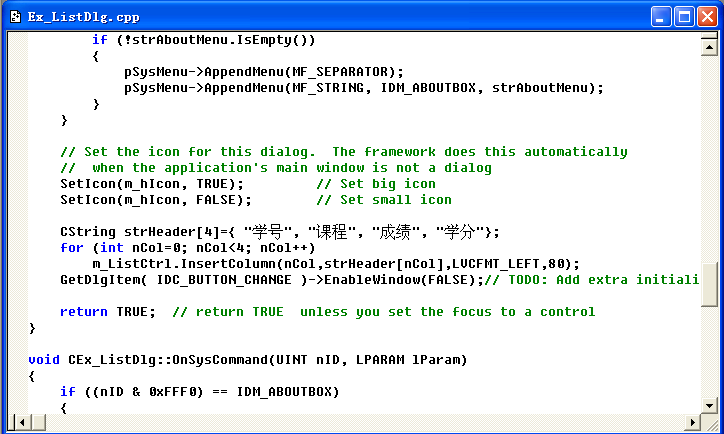 Ex_ListDlg.cpp
        if (!strAboutMenu.IsEmpty())
        {
            pSysMenu->AppendMenu(MF_SEPARATOR);
            pSysMenu->AppendMenu(MF_STRING, IDM_ABOUTBOX, strAboutMenu);
        }
    }

    // Set the icon for this dialog.  The framework does this automatically
    //  when the application's main window is not a dialog
    SetIcon(m_hIcon, TRUE);         // Set big icon
    SetIcon(m_hIcon, FALSE);        // Set small icon

    CString strHeader[4]={ "学号", "课程", "成绩", "学分"};
    for (int nCol=0; nCol<4; nCol++)
        m_ListCtrl.InsertColumn(nCol,strHeader[nCol],LVCFMT_LEFT,80);
    GetDlgItem( IDC_BUTTON_CHANGE )->EnableWindow(FALSE);// TODO: Add extra initiali

    return TRUE;  // return TRUE  unless you set the focus to a control
}

void CEx_ListDlg::OnSysCommand(UINT nID, LPARAM lParam)
{
    if ((nID & 0xFFF0) == IDM_ABOUTBOX)
    {